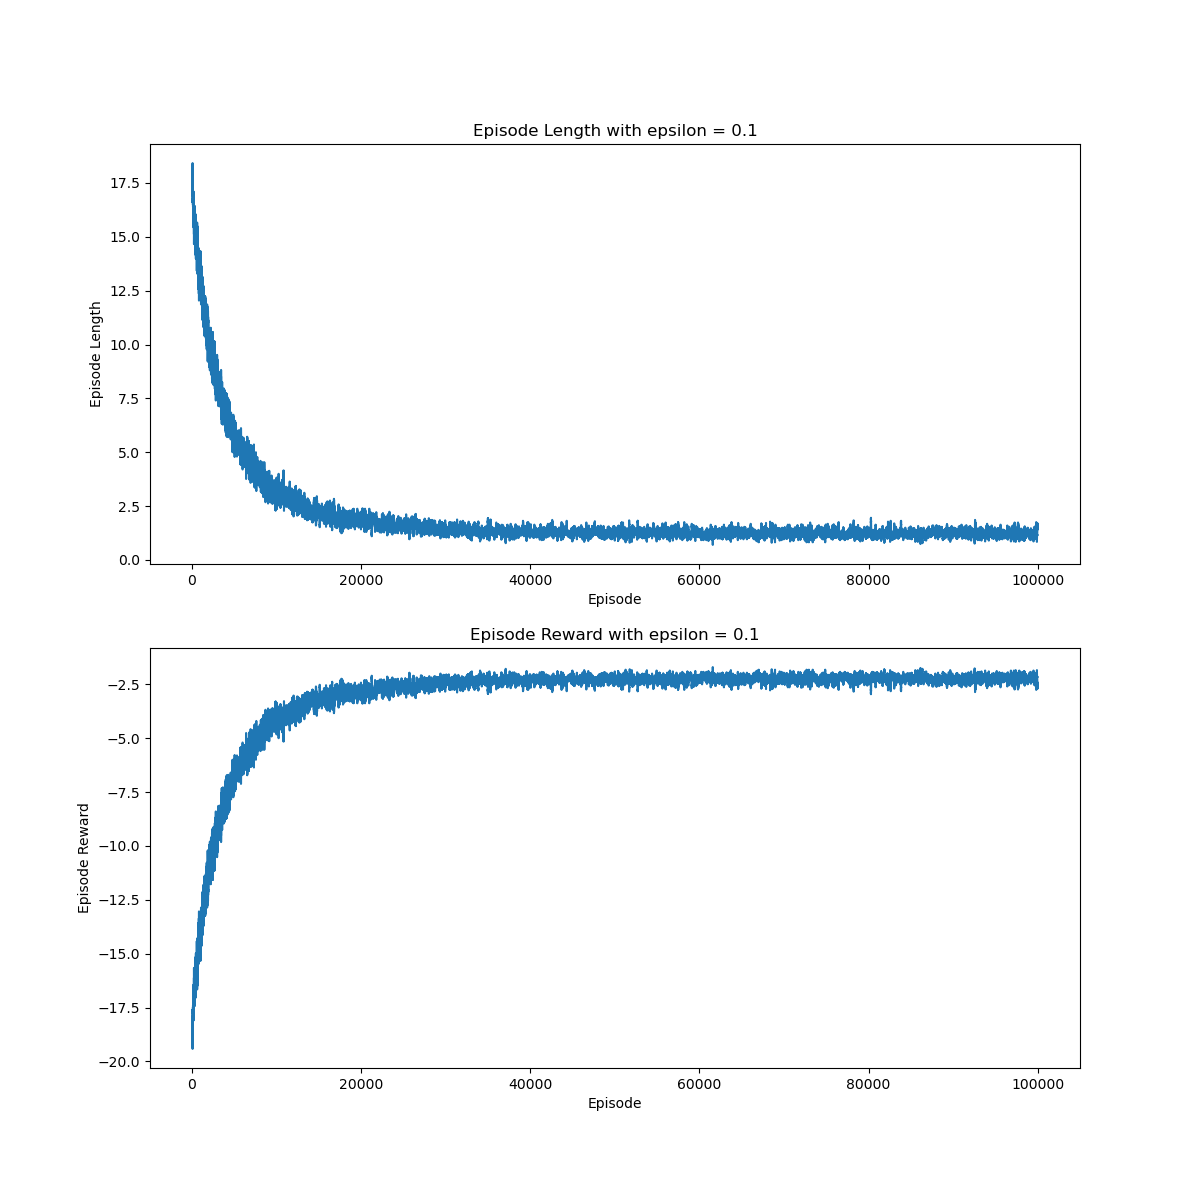 Episode Length with epsilon = 0.1
17.5
15.0
12.5
10.0
7.5
5.0
2.5
0.0
Episode Length
0 20000 40000 60000 80000 100000
Episode
Episode Reward with epsilon = 0.1
−2.5
−5.0
−7.5
−10.0
−12.5
−15.0
−17.5
−20.0
Episode Reward
0 20000 40000 60000 80000 100000
Episode